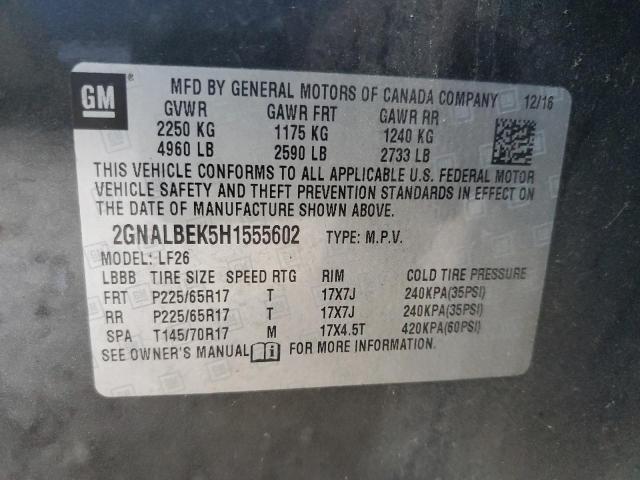 GM ®
MFD BY GENERAL MOTORS OF CANADA COMPANY 12/16
GVWR GAWR FRT GAWR RR
2250 KG 1175 KG 1240 KG
4960 LB 2590 LB 2733 LB
THIS VEHICLE CONFORMS TO ALL APPLICABLE U.S. FEDERAL MOTOR
VEHICLE SAFETY AND THEFT PREVENTION STANDARDS IN EFFECT ON
THE DATE OF MANUFACTURE SHOWN ABOVE.
2GNALBEK5H1555602 TYPE: M.P.V.
MODEL: LF26
LBBB TIRE SIZE SPEED RTG RIM COLD TIRE PRESSURE
FRT P225/65R17 T 17X7J 240KPA(35PSI)
RR P225/65R17 T 17X7J 240KPA(35PSI)
SPA T145/70R17 M 17X4.5T 420KPA(60PSI)
SEE OWNER'S MANUAL i FOR MORE INFORMATION.